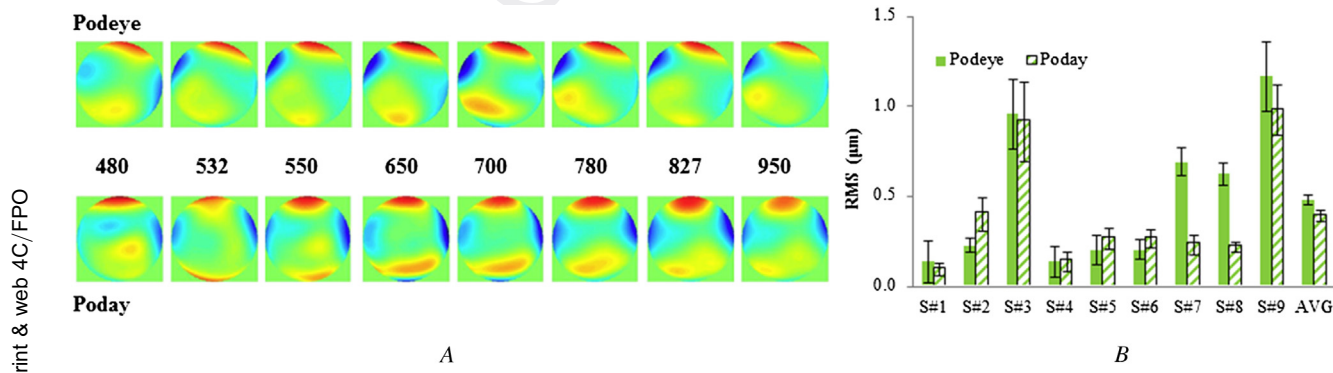 rint & web 4C/FPO
Podeye
480 532 550 650 700 780 827 950
Poday
A
1.5
1.0
0.5
0.0
RMS (μm)
Podeye Poday
S#1 S#2 S#3 S#4 S#5 S#6 S#7 S#8 S#9 AVG
B